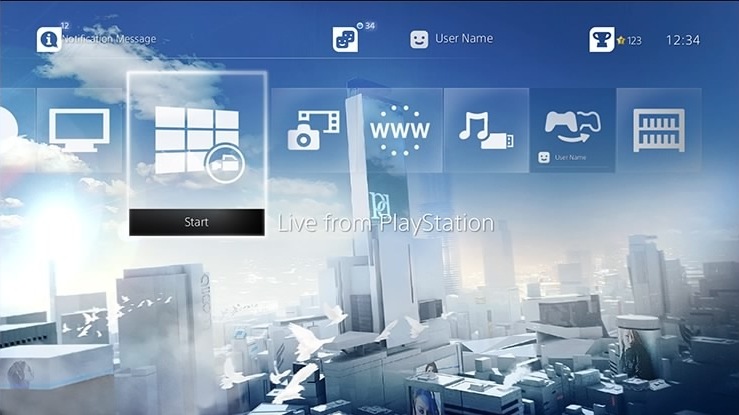 12
Notification Message
34
User Name
123
12:34
www
User Name
Start
Live from PlayStation